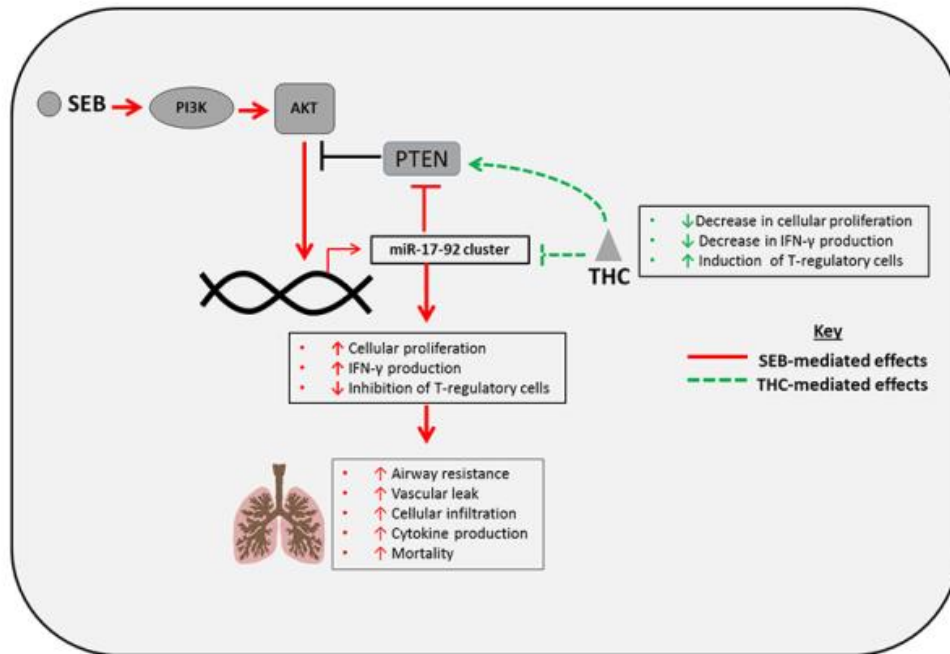 SEB
PI3K
AKT
PTEN
miR-17-92 cluster
THC
• ↓Decrease in cellular proliferation
• ↓ Decrease in IFN-γ production
• ↑ Induction of T-regulatory cells
Key
SEB-mediated effects
THC-mediated effects
• ↑ Cellular proliferation
• ↑ IFN-γ production
• ↓ Inhibition of T-regulatory cells
• ↑ Airway resistance
• ↑ Vascular leak
• ↑ Cellular infiltration
• ↑ Cytokine production
• ↑ Mortality